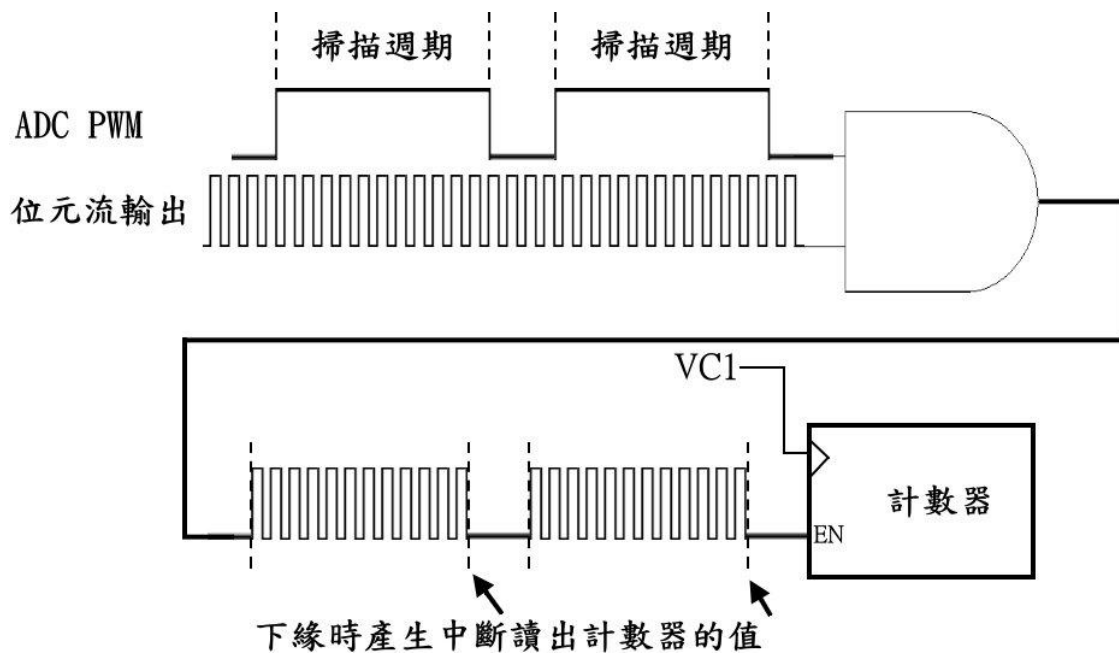 掃描週期 掃描週期
ADC PWM
位元流輸出
VC1
計數器
EN
下緣時產生中斷讀出計數器的值